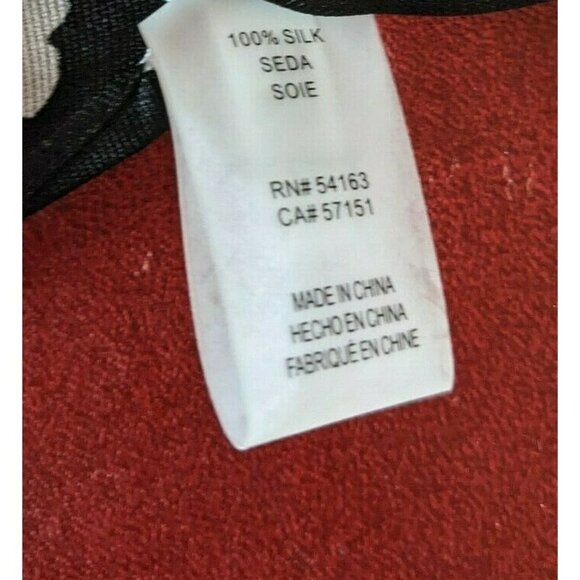 100% SILK
SEDA
SOIE
RN# 54163
CA# 57151
MADE IN CHINA
HECHO EN CHINA
FABRIQUÉ EN CHINE